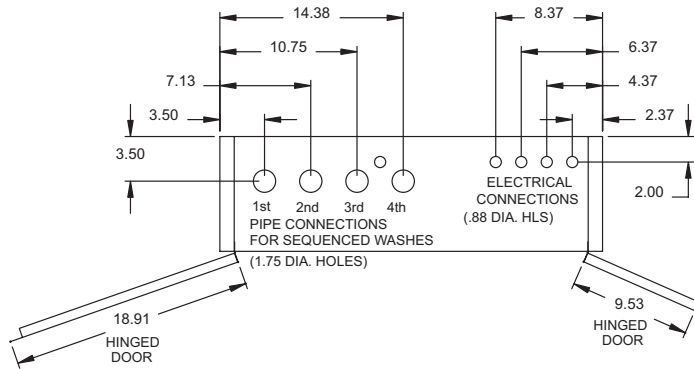 14.38
8.37
10.75
6.37
7.13
4.37
3.50
2.37
3.50
2.00
1st 2nd 3rd 4th
PIPE CONNECTIONS
FOR SEQUENCED WASHES
(1.75 DIA. HOLES)
ELECTRICAL
CONNECTIONS
(.88 DIA. HLS)
18.91
HINGED
DOOR
9.53
HINGED
DOOR